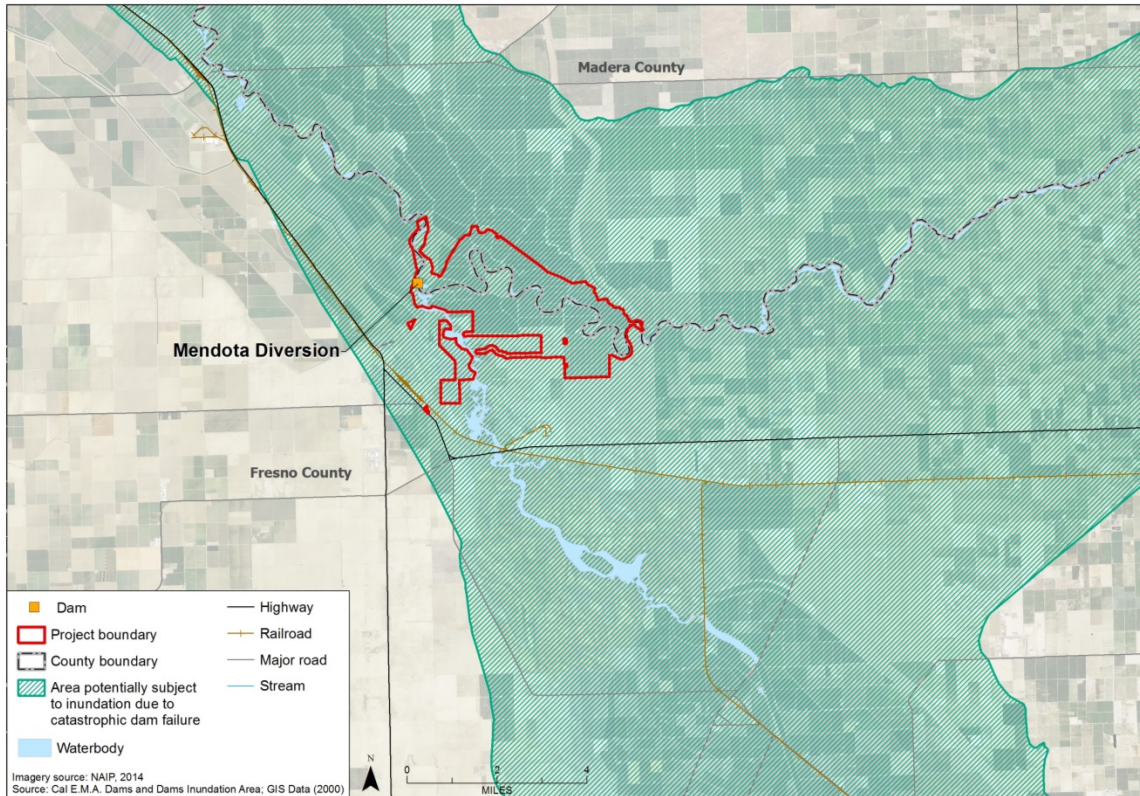 Madera County
Mendota Diversion
Fresno County
Dam
Project boundary
County boundary
Area potentially subject
to inundation due to
catastrophic dam failure
Waterbody
Highway
Railroad
Major road
Stream
Imagery source: NAIP, 2014
Source: Cal E.M.A. Dams and Dams Inundation Area; GIS Data (2000)
N
0 2 4
MILES